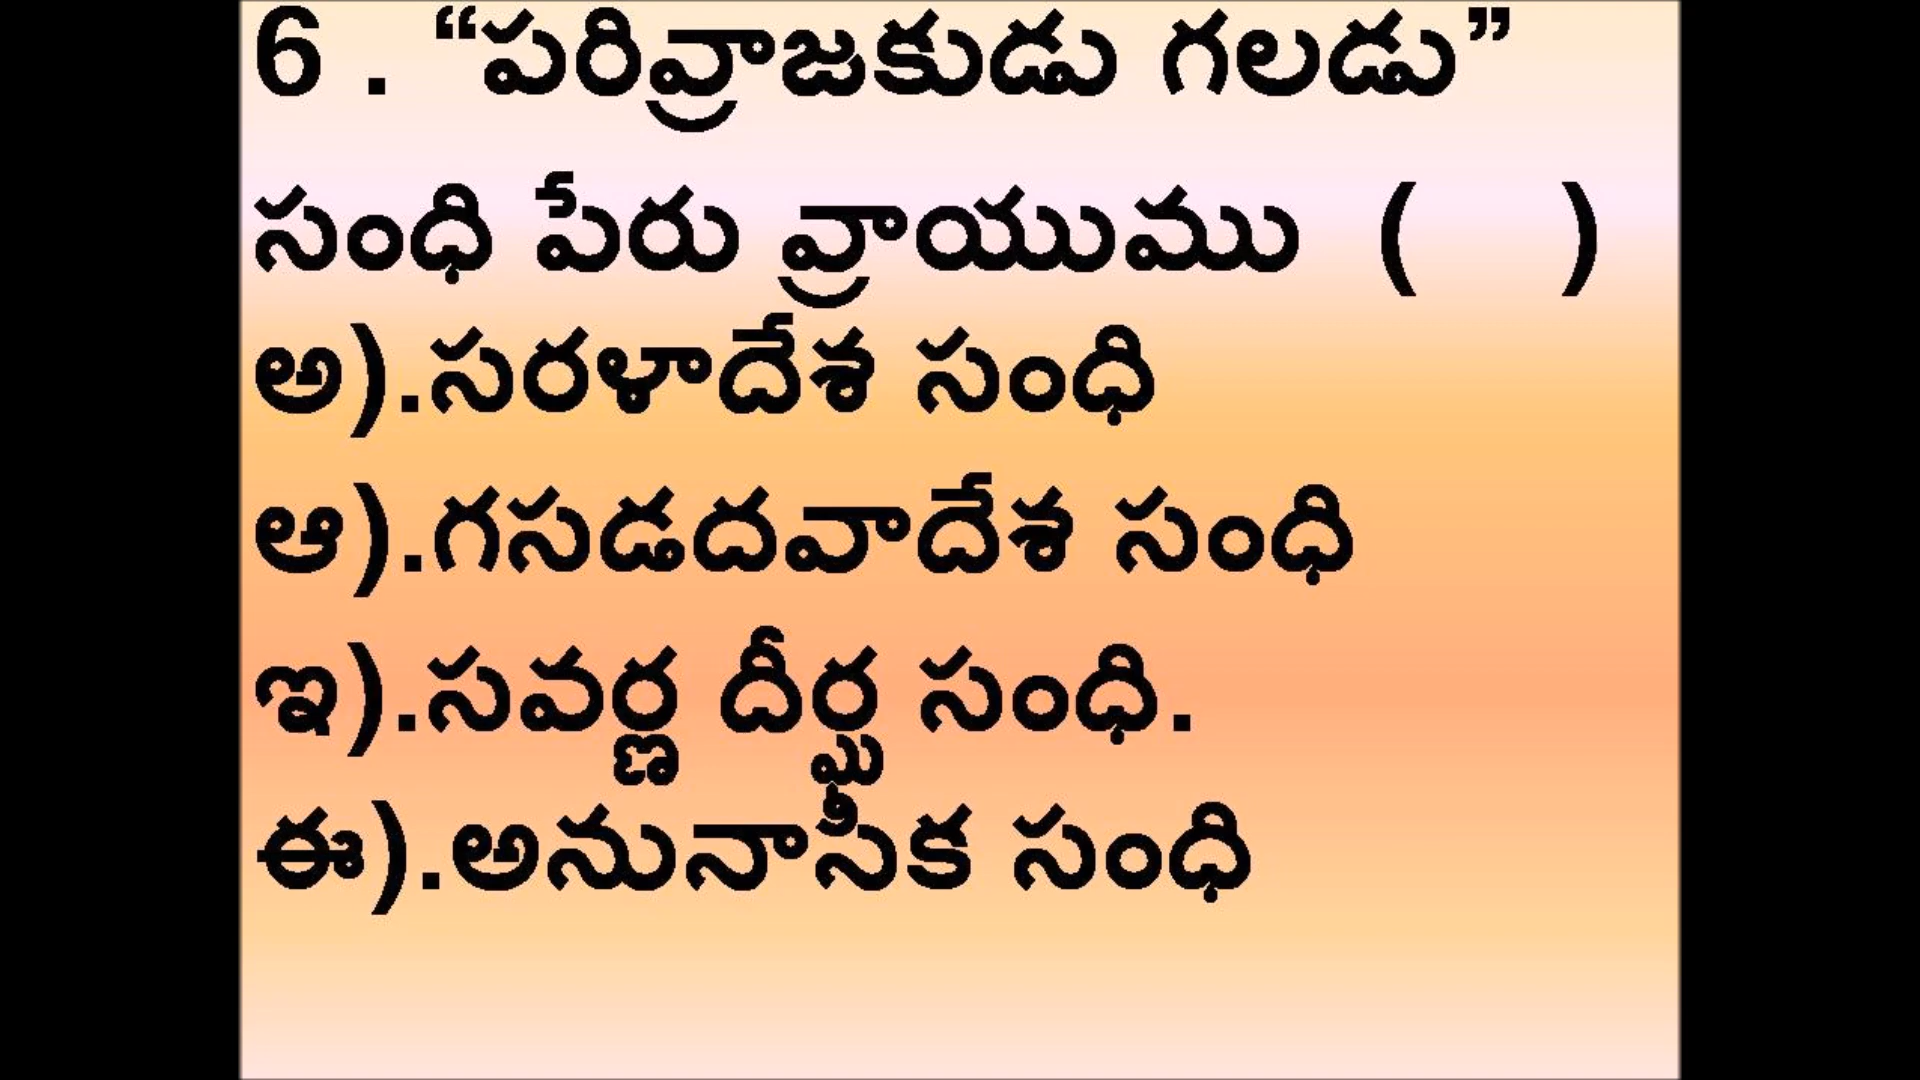 6 . “పరివ్రాజకుడు గలడు”
సంధి పేరు వ్రాయుము ( )
అ).సరళాదేశ సంధి
ఆ).గసడదవాదేశ సంధి
ఇ).సవర్ణ దీర్ఘ సంధి.
ఈ).అనునాసిక సంధి